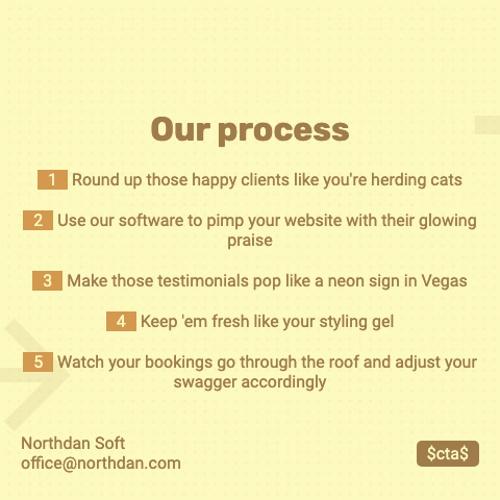 Our process
1 Round up those happy clients like you're herding cats
2 Use our software to pimp your website with their glowing
praise
3 Make those testimonials pop like a neon sign in Vegas
4 Keep 'em fresh like your styling gel
5 Watch your bookings go through the roof and adjust your
swagger accordingly
Northdan Soft
office@northdan.com
$cta$